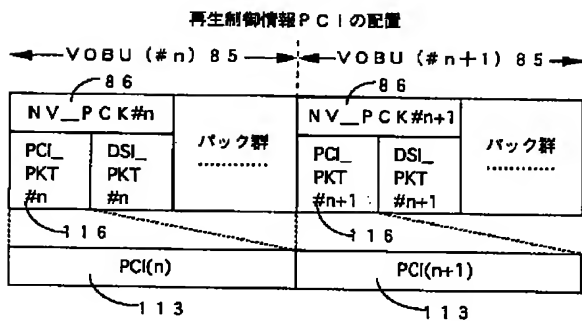 再生制御情報PCIの配置
VOBU(#n)85 VOBU(#n+1)85
86 86
NV__PCK#n パック群 NV__PCK#n+1 パック群
PCI_ DSI_ PCI_ DSI_
PKT PKT PKT PKT
#n #n #n+1 #n+1
116 116
PCI(n) PCI(n+1)
113 113